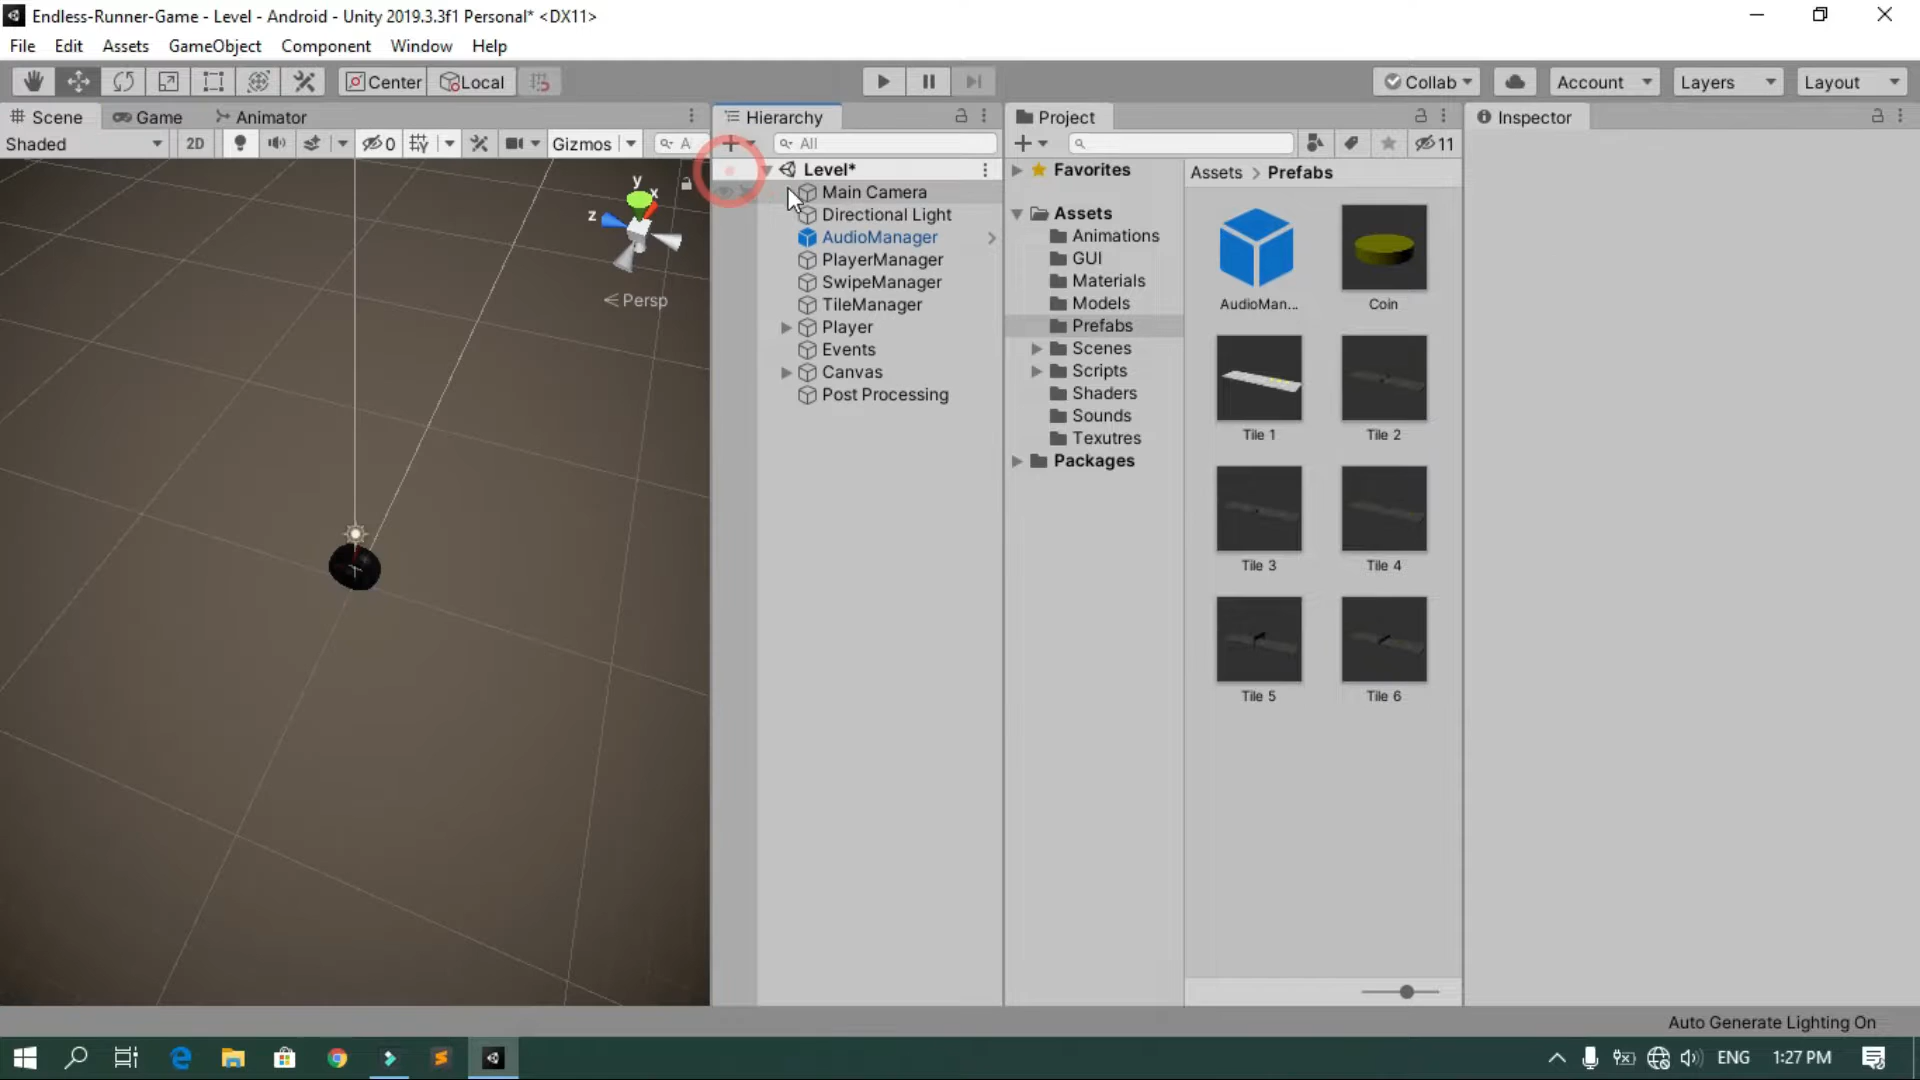 Endless-Runner-Game - Level - Android - Unity 2019.3.3f1 Personal* <DX11>
File Edit Assets GameObject Component Window Help
Center Local Collab Account Layers Layout
Scene Game Animator
Shaded 2D 0 Gizmos A
y
x
z
Persp
Hierarchy
All
Level*
Main Camera
Directional Light
AudioManager
PlayerManager
SwipeManager
TileManager
Player
Events
Canvas
Post Processing
Project
11
Favorites
Assets
Animations
GUI
Materials
Models
Prefabs
Scenes
Scripts
Shaders
Sounds
Texutres
Packages
Assets > Prefabs
AudioMan... Coin
Tile 1 Tile 2
Tile 3 Tile 4
Tile 5 Tile 6
Inspector
Auto Generate Lighting On
ENG 1:27 PM